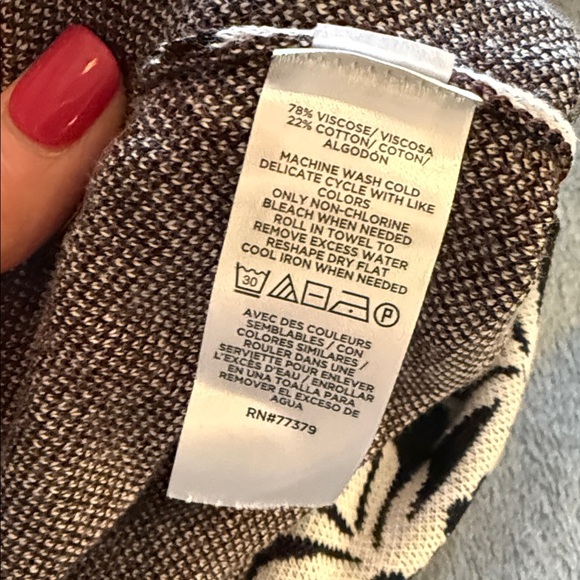 78% VISCOSE/ VISCOSA
22% COTTON/ COTON/
ALGODÓN
MACHINE WASH COLD
DELICATE CYCLE WITH LIKE
COLORS
ONLY NON-CHLORINE
BLEACH WHEN NEEDED
ROLL IN TOWEL TO
REMOVE EXCESS WATER
RESHAPE DRY FLAT
COOL IRON WHEN NEEDED
30 P
AVEC DES COULEURS
SEMBLABLES / CON
COLORES SIMILARES /
ROULER DANS UNE
SERVIETTE POUR ENLEVER
L'EXCÈS D'EAU / ENROLLAR
EN UNA TOALLA PARA
REMOVER EL EXCESO DE
AGUA
RN#77379